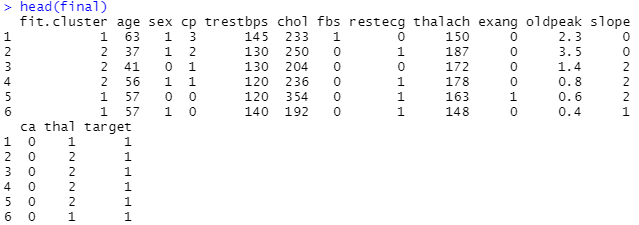 > head(final)
  fit.cluster age sex cp trestbps chol fbs restecg thalach exang oldpeak slope
1           1  63   1  3      145  233   1       0     150     0     2.3     0
2           2  37   1  2      130  250   0       1     187     0     3.5     0
3           2  41   0  1      130  204   0       0     172     0     1.4     2
4           2  56   1  1      120  236   0       1     178     0     0.8     2
5           1  57   0  0      120  354   0       1     163     1     0.6     2
6           1  57   1  0      140  192   0       1     148     0     0.4     1
  ca thal target
1  0    1      1
2  0    2      1
3  0    2      1
4  0    2      1
5  0    2      1
6  0    1      1